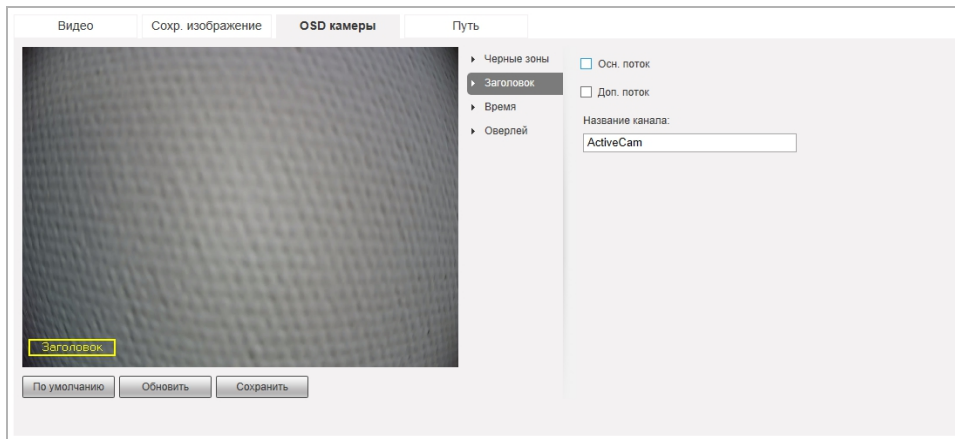 Видео Сохр. изображение OSD камеры Путь
Черные зоны
Заголовок
Время
Оверлей
Осн. поток
Доп. поток
Название канала:
ActiveCam
Заголовок
По умолчанию Обновить Сохранить